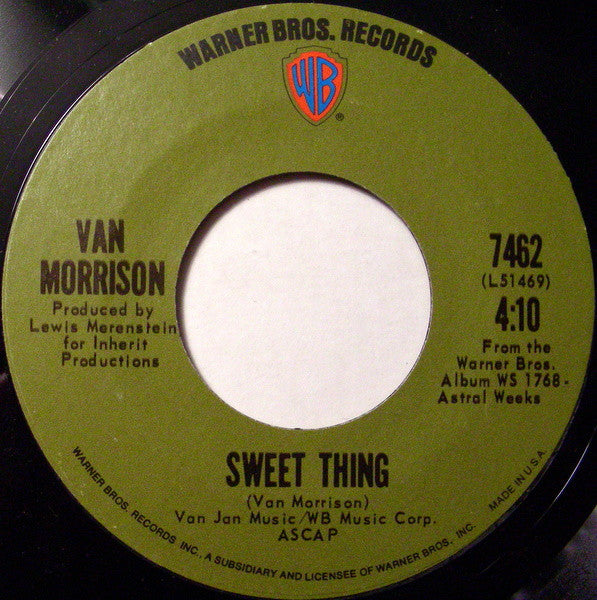 WARNER BROS. RECORDS
WB
®
VAN
MORRISON
Produced by
Lewis Merenstein
for Inherit
Productions
7462
(L51469)
4:10
From the
Warner Bros.
Album WS 1768-
Astral Weeks
SWEET THING
(Van Morrison)
Van Jan Music/WB Music Corp.
ASCAP
WARNER BROS. RECORDS INC., A SUBSIDIARY AND LICENSEE OF WARNER BROS. INC.
MADE IN U.S.A.